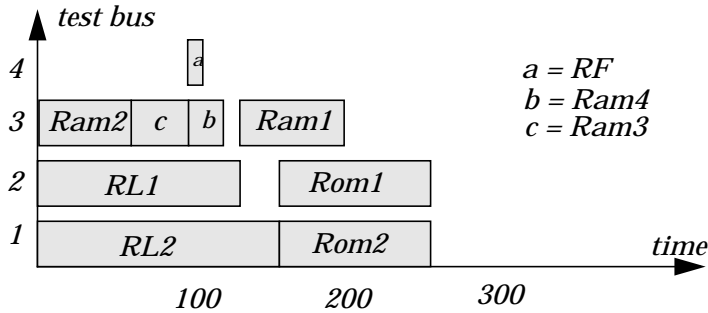 test bus
4
a
a = RF
b = Ram4
c = Ram3
3
Ram2
c
b
Ram1
2
RL1
Rom1
1
RL2
Rom2
time
100
200
300